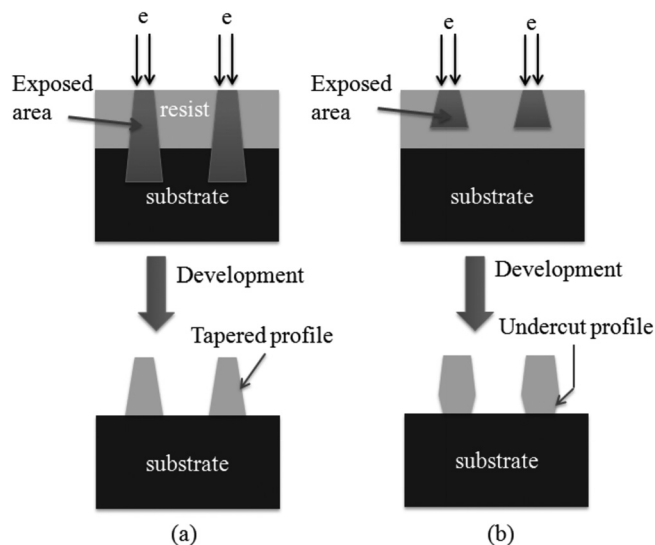 e
e
Exposed
area
resist
substrate
Development
Tapered profile
substrate
(a)
e
e
Exposed
area
substrate
Development
Undercut profile
substrate
(b)